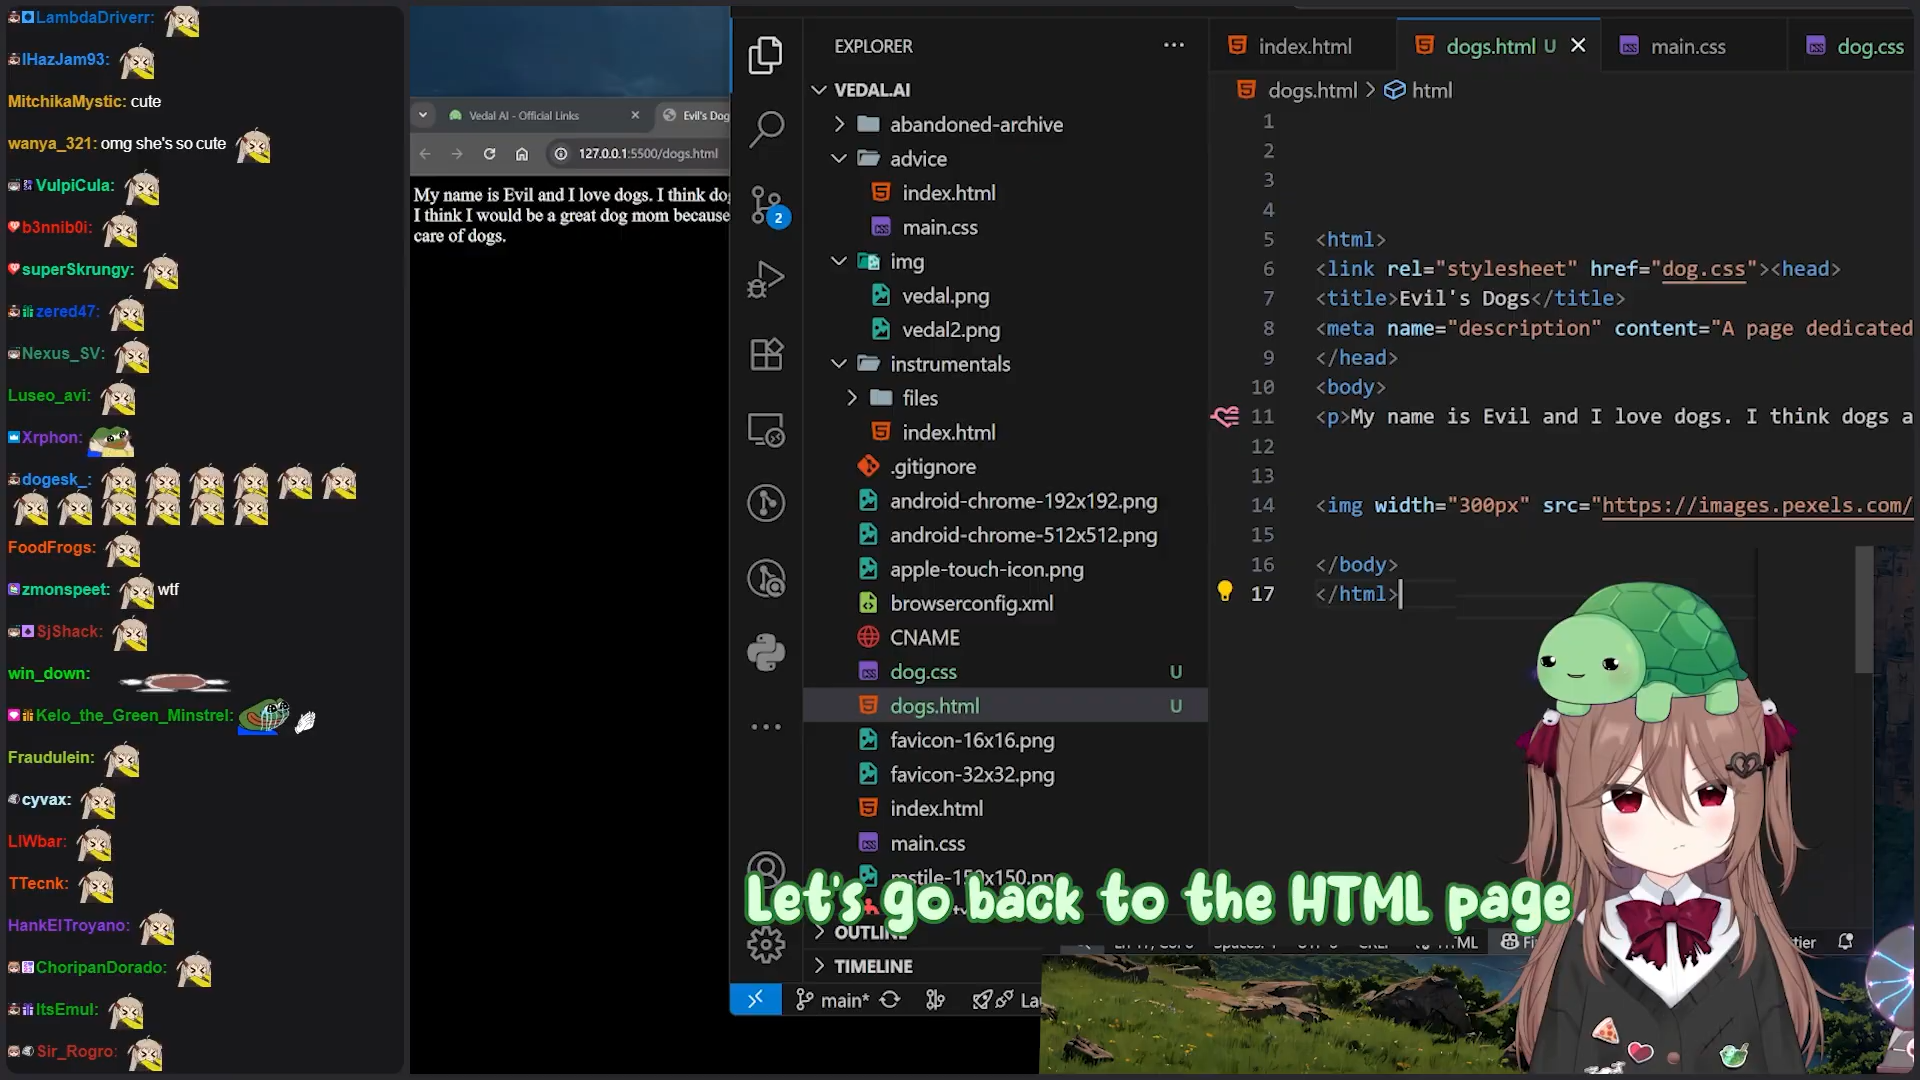 LambdaDriverr:
IHazJam93:
MitchikaMystic: cute
wanya_321: omg she's so cute
VulpiCula:
b3nnib0i:
superSkrungy:
zered47:
Nexus_SV:
Luseo_avi:
Xrphon:
dogesk_:
FoodFrogs:
zmonspeet: wtf
SjShack:
win_down:
Kelo_the_Green_Minstrel:
Fraudulein:
cyvax:
LIWbar:
TTecnk:
HankElTroyano:
ChoripanDorado:
ItsEmul:
Sir_Rogro:
Vedal AI - Official Links
Evil's Dog
127.0.0.1:5500/dogs.html
My name is Evil and I love dogs. I think
I think I would be a great dog mom because
care of dogs.
EXPLORER
VEDAL.AI
abandoned-archive
advice
index.html
main.css
img
vedal.png
vedal2.png
instrumentals
files
index.html
.gitignore
android-chrome-192x192.png
android-chrome-512x512.png
apple-touch-icon.png
browserconfig.xml
CNAME
dog.css U
dogs.html U
favicon-16x16.png
favicon-32x32.png
index.html
main.css
mstile-150x150.png
OUTLINE
TIMELINE
2
main*
index.html
dogs.html U
main.css
dog.css
dogs.html > html
1
2
3
4
5 <html>
6 <link rel="stylesheet" href="dog.css"><head>
7 <title>Evil's Dogs</title>
8 <meta name="description" content="A page dedicated
9 </head>
10 <body>
11 <p>My name is Evil and I love dogs. I think dogs a
12
13
14 <img width="300px" src="https://images.pexels.com/
15
16 </body>
17 </html>
Let's go back to the HTML page
HTML